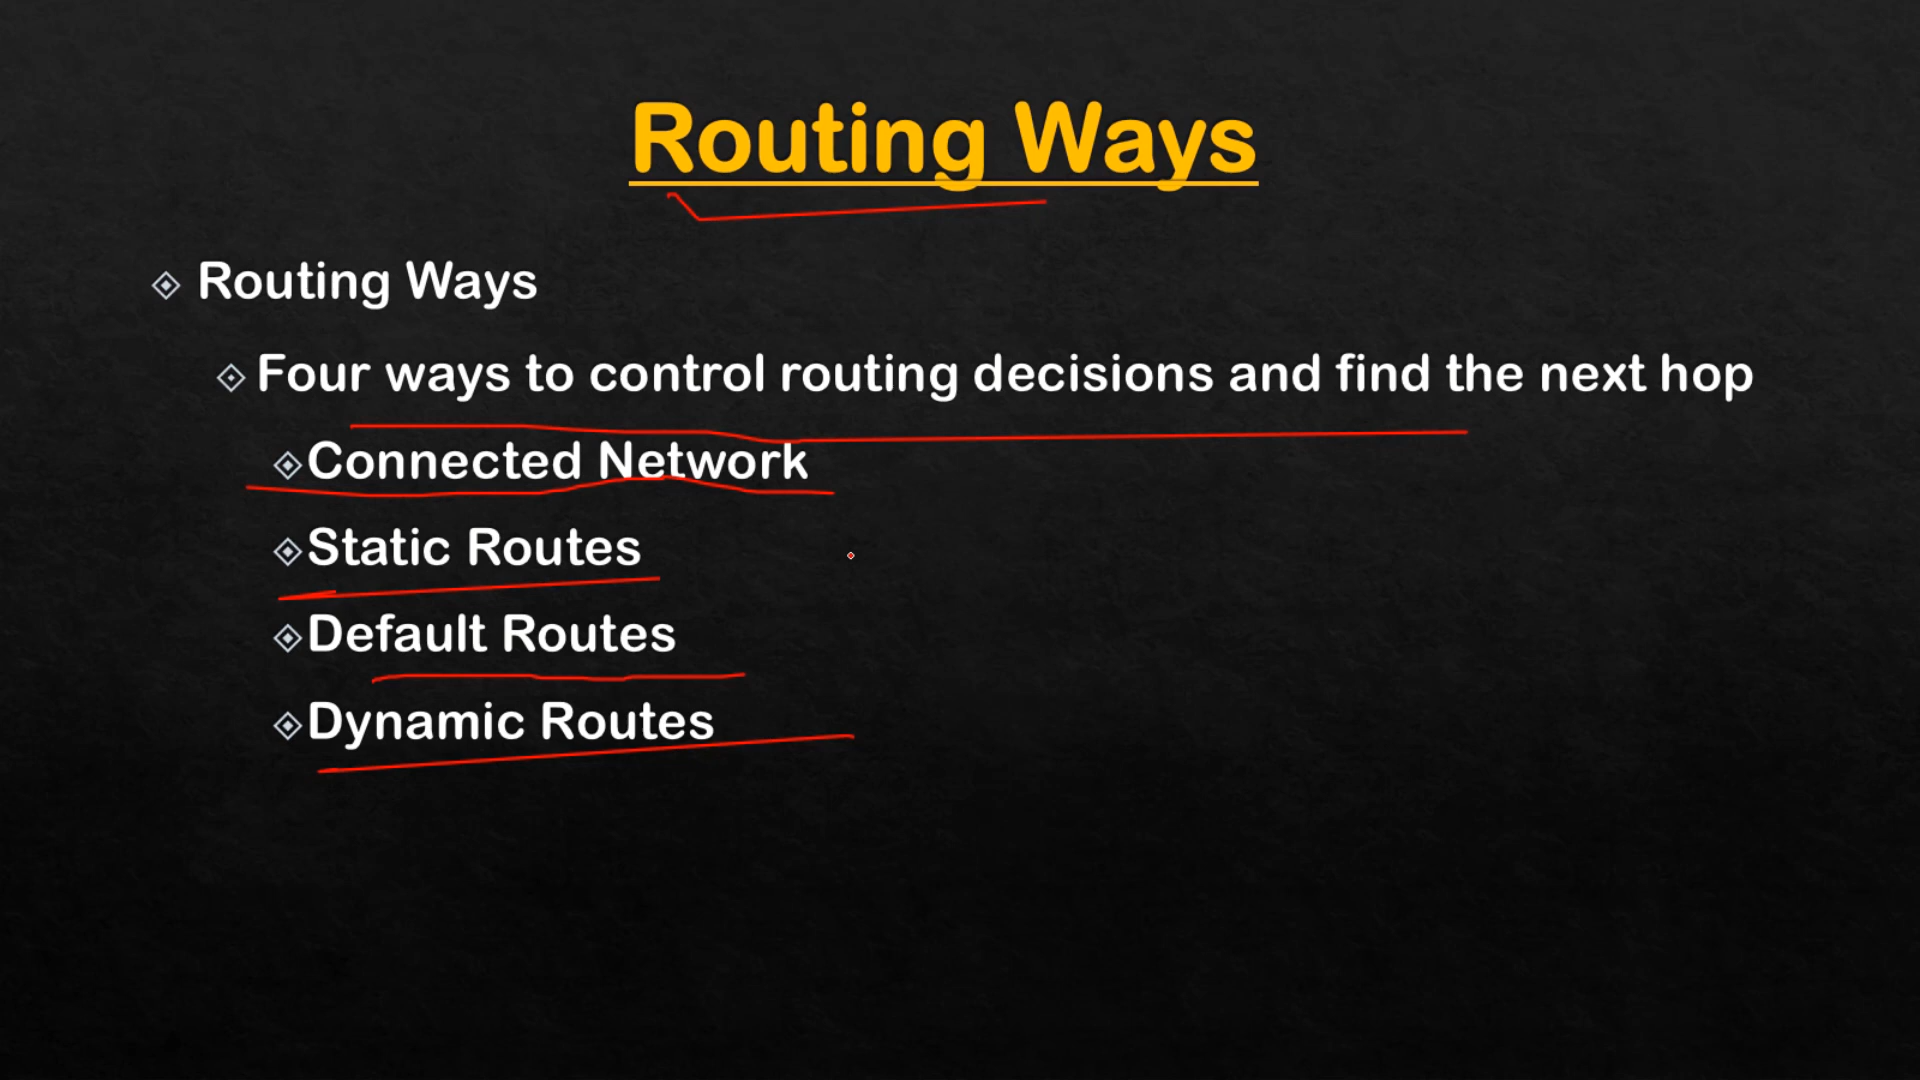 Routing Ways
Routing Ways
Four ways to control routing decisions and find the next hop
Connected Network
Static Routes
Default Routes
Dynamic Routes